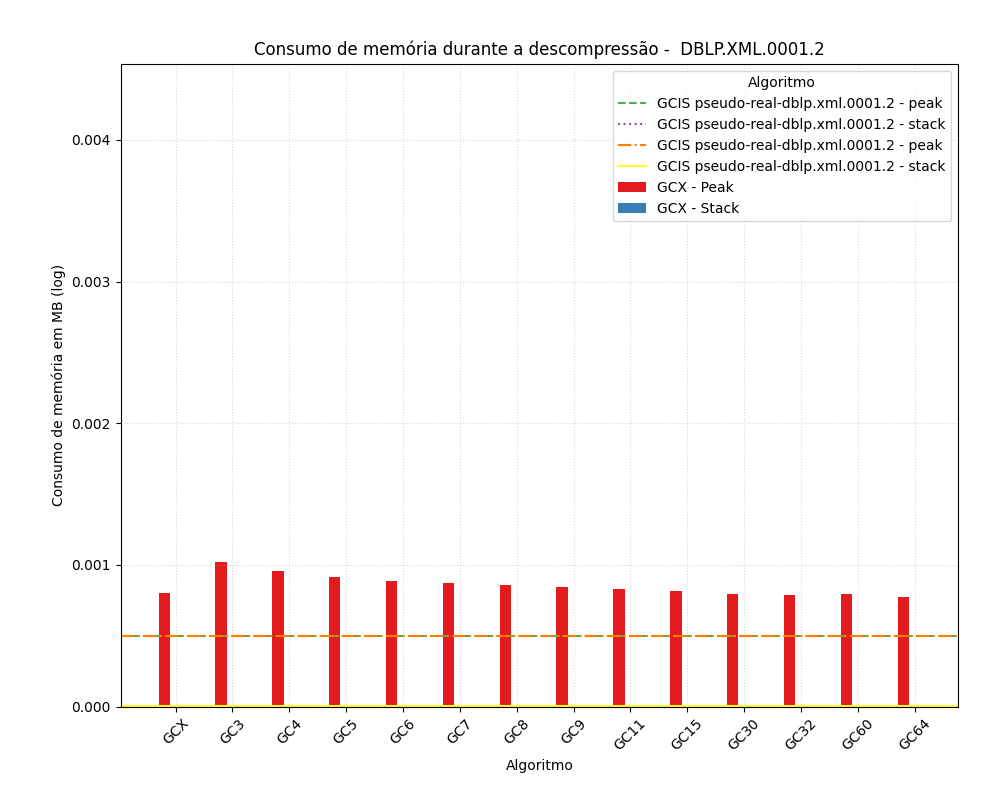 Consumo de memória durante a descompressão -  DBLP.XML.0001.2
Algoritmo
GCIS pseudo-real-dblp.xml.0001.2 - peak
GCIS pseudo-real-dblp.xml.0001.2 - stack
GCIS pseudo-real-dblp.xml.0001.2 - peak
GCIS pseudo-real-dblp.xml.0001.2 - stack
GCX - Peak
GCX - Stack
Consumo de memória em MB (log)
0.004
0.003
0.002
0.001
0.000
GCX
GC3
GC4
GC5
GC6
GC7
GC8
GC9
GC11
GC15
GC30
GC32
GC60
GC64
Algoritmo